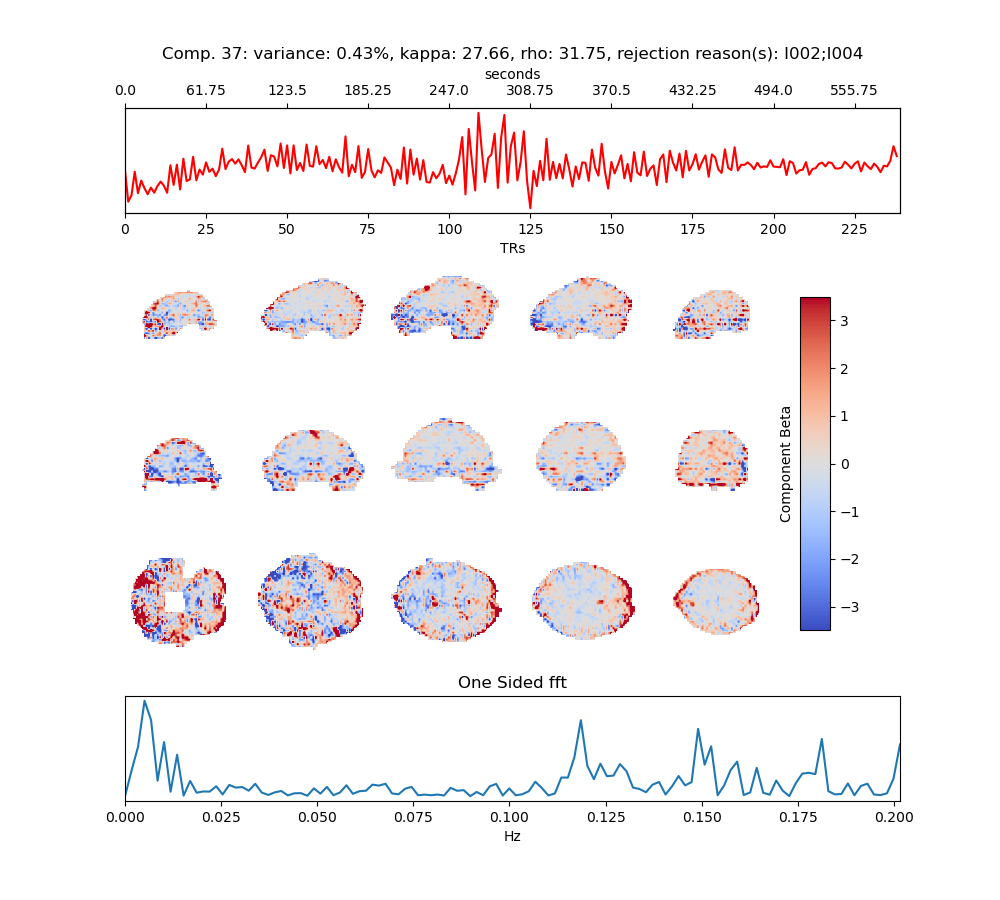 Comp. 37: variance: 0.43%, kappa: 27.66, rho: 31.75, rejection reason(s): I002;I004
seconds
0.0 61.75 123.5 185.25 247.0 308.75 370.5 432.25 494.0 555.75
0 25 50 75 100 125 150 175 200 225
TRs
3
2
1
0
−1
−2
−3
Component Beta
One Sided fft
0.000 0.025 0.050 0.075 0.100 0.125 0.150 0.175 0.200
Hz